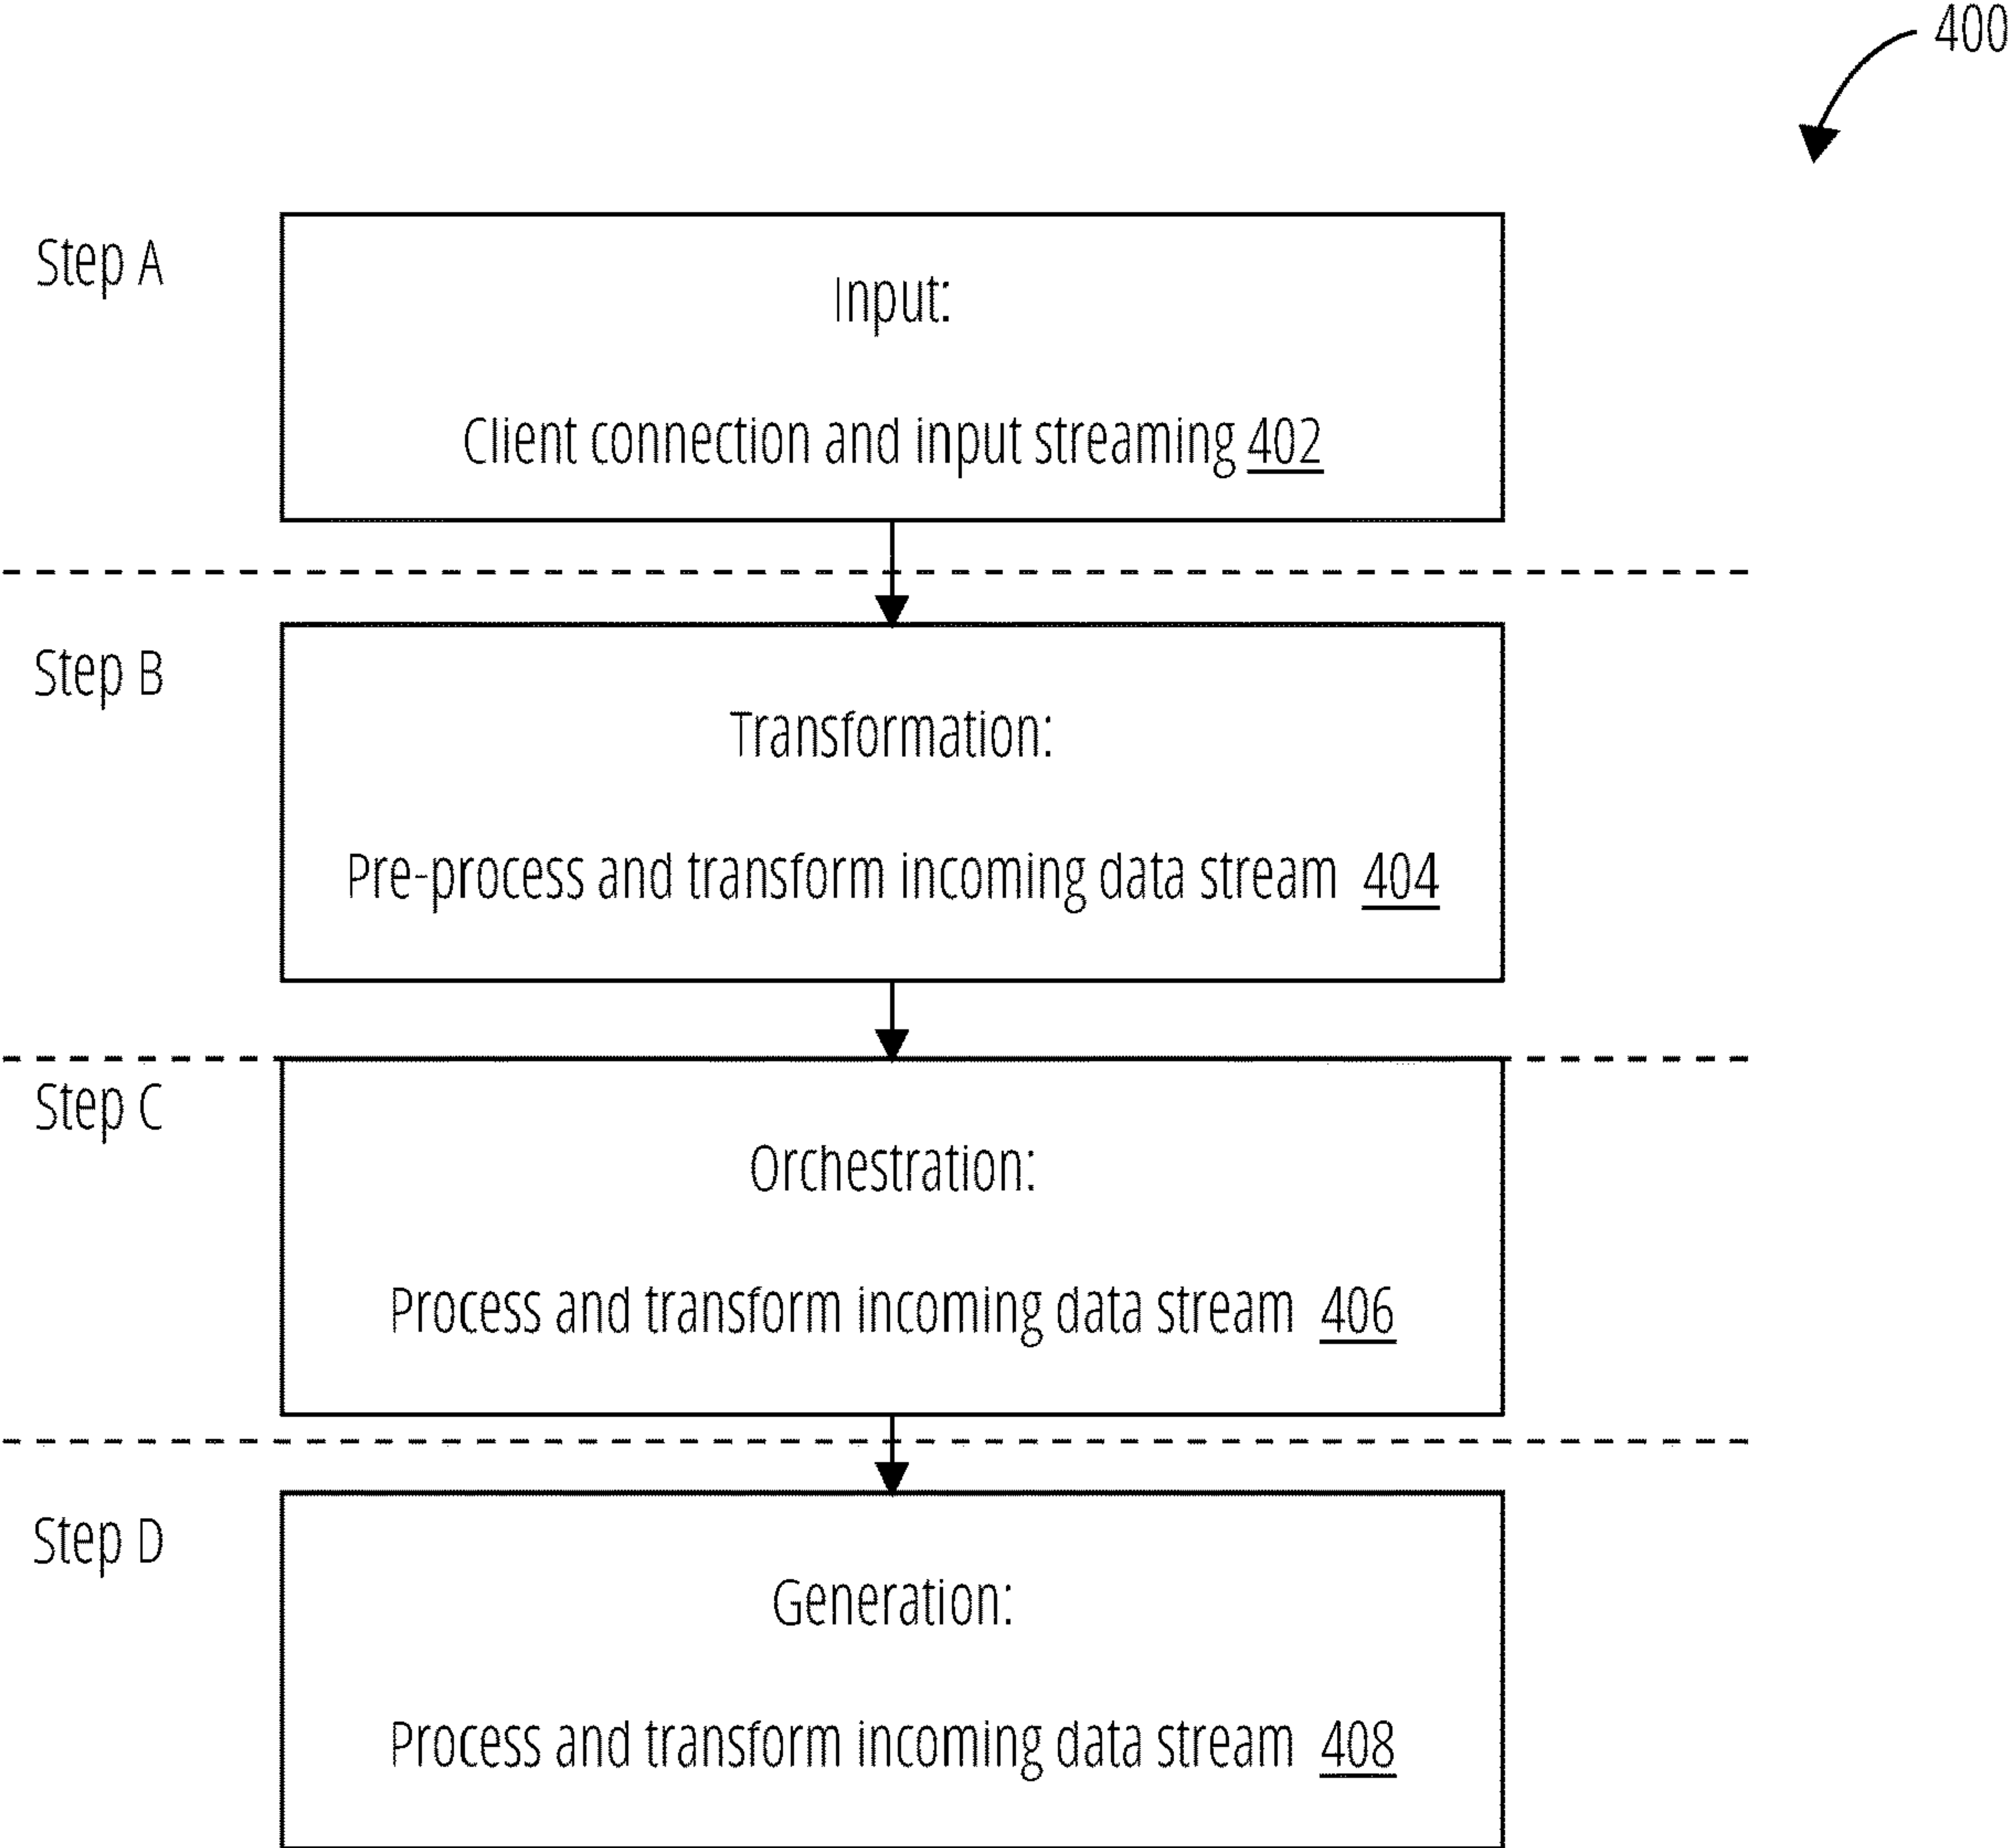 400
Step A
Input:
Client connection and input streaming 402
Step B
Transformation:
Pre-process and transform incoming data stream 404
Step C
Orchestration:
Process and transform incoming data stream 406
Step D
Generation:
Process and transform incoming data stream 408